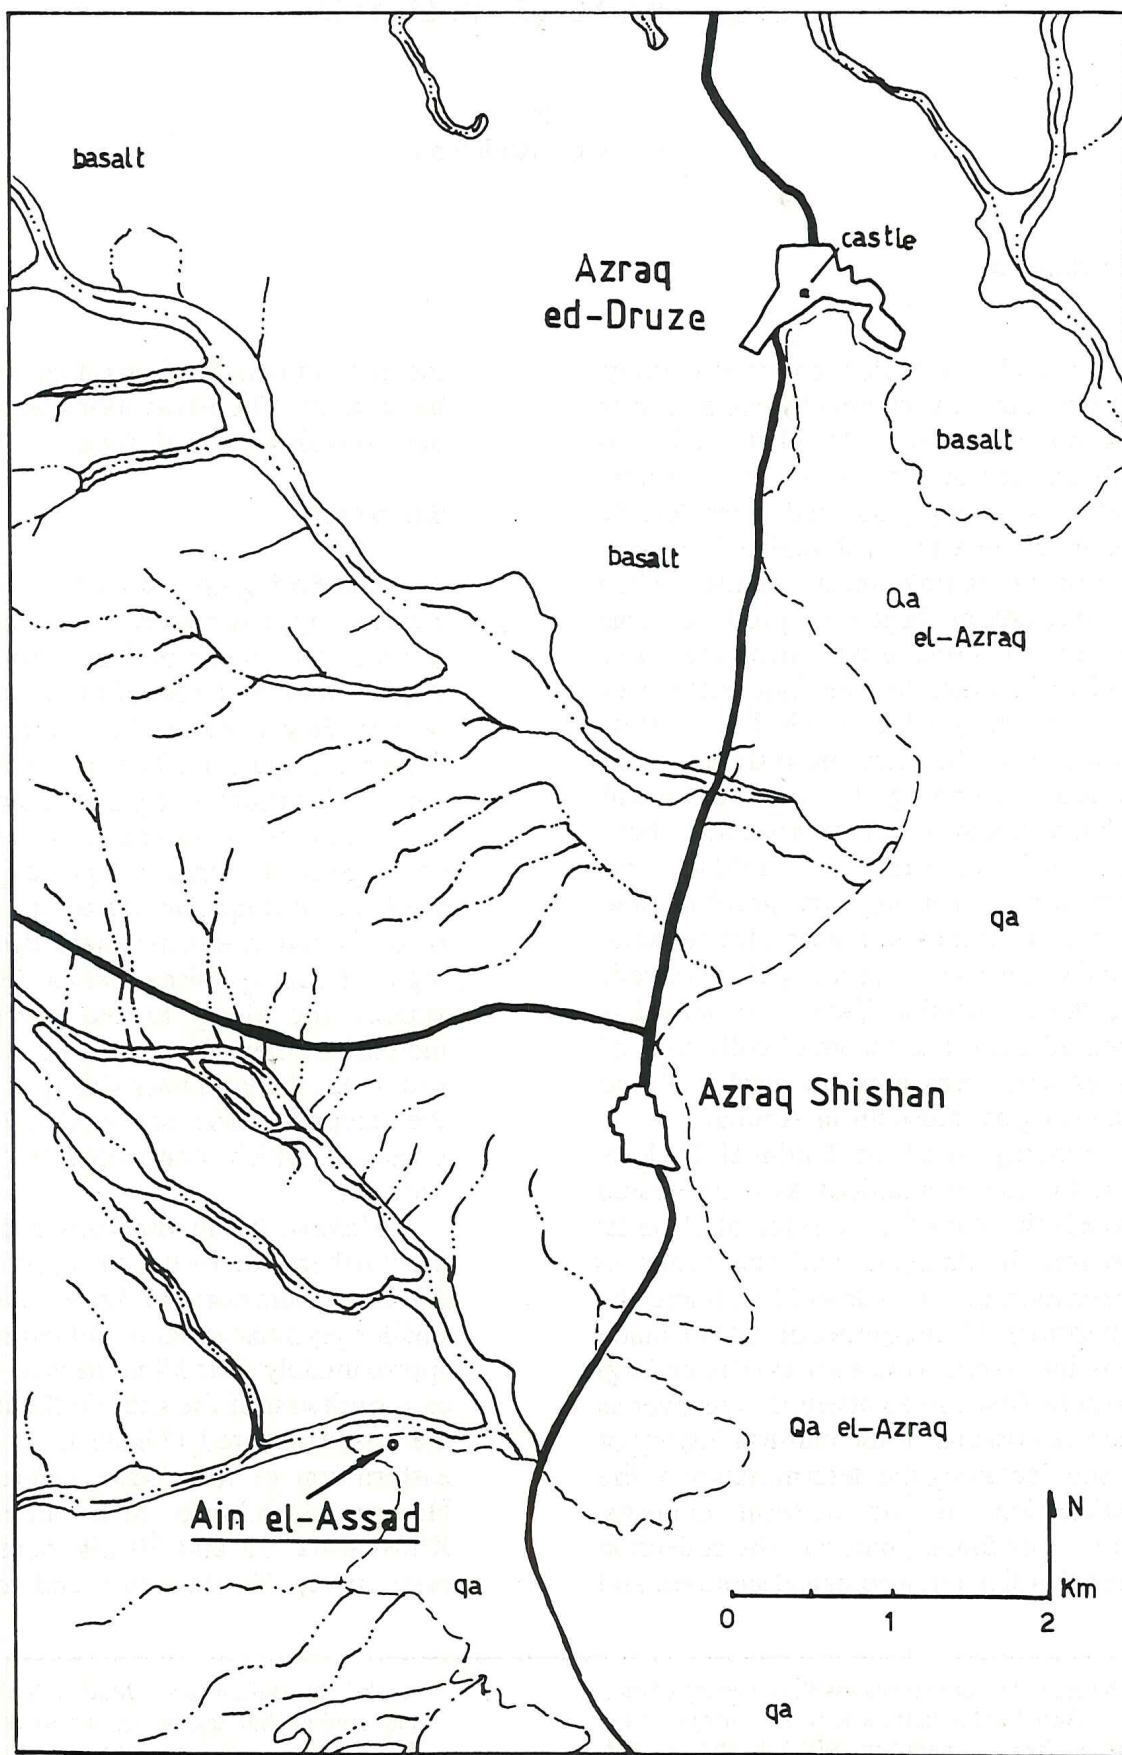 basalt
castle
Azraq
ed-Druze
basalt
basalt
Qa
el-Azraq
qa
Azraq Shishan
Qa el-Azraq
Ain el-Assad
N
qa
Km
0 1 2
qa